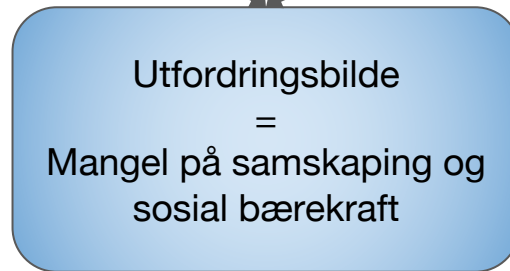 Utfordringsbilde
=
Mangel på samskaping og
sosial bærekraft